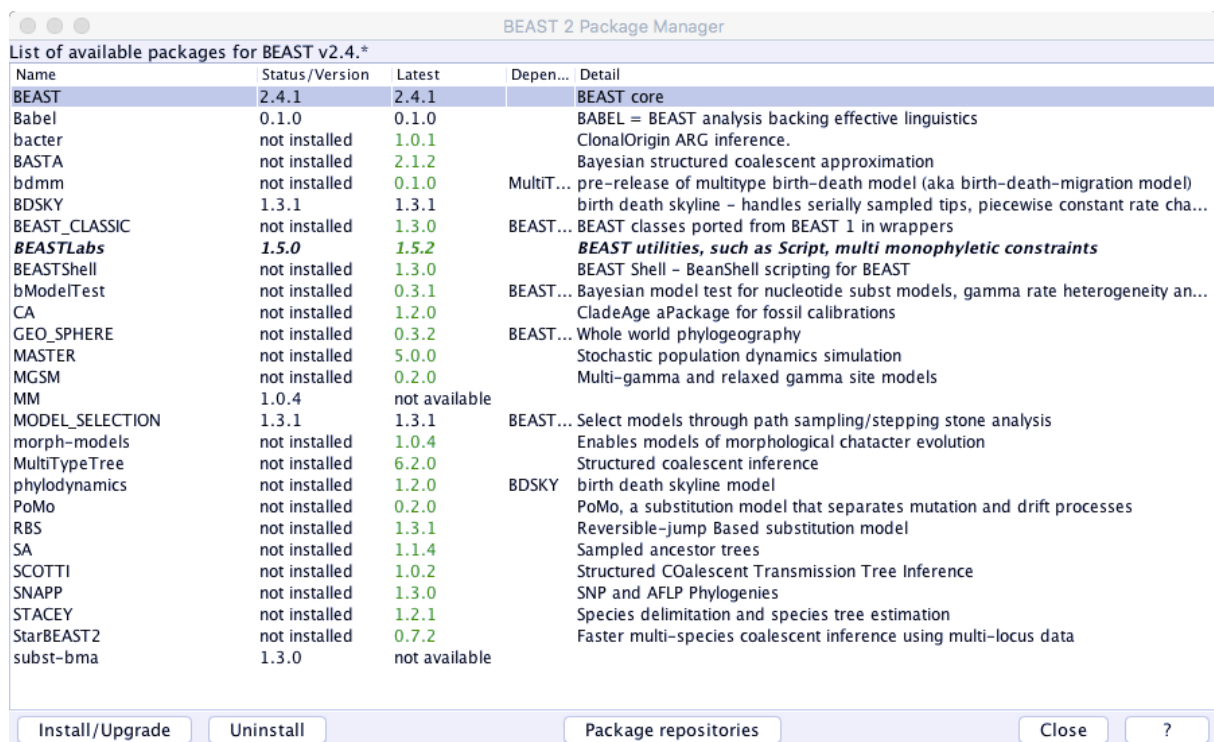 BEAST 2 Package Manager
List of available packages for BEAST v2.4.*
Name Status/Version Latest Depen... Detail
BEAST 2.4.1 2.4.1 BEAST core
Babel 0.1.0 0.1.0 BABEL = BEAST analysis backing effective linguistics
bacter not installed 1.0.1 ClonalOrigin ARG inference.
BASTA not installed 2.1.2 Bayesian structured coalescent approximation
bdmm not installed 0.1.0 MultiT... pre-release of multitype birth-death model (aka birth-death-migration model)
BDSKY 1.3.1 1.3.1 birth death skyline - handles serially sampled tips, piecewise constant rate cha...
BEAST_CLASSIC not installed 1.3.0 BEAST... BEAST classes ported from BEAST 1 in wrappers
BEASTLabs 1.5.0 1.5.2 BEAST utilities, such as Script, multi monophyletic constraints
BEASTShell not installed 1.3.0 BEAST Shell - BeanShell scripting for BEAST
bModelTest not installed 0.3.1 BEAST... Bayesian model test for nucleotide subst models, gamma rate heterogeneity an...
CA not installed 1.2.0 CladeAge aPackage for fossil calibrations
GEO_SPHERE not installed 0.3.2 BEAST... Whole world phylogeography
MASTER not installed 5.0.0 Stochastic population dynamics simulation
MGSM not installed 0.2.0 Multi-gamma and relaxed gamma site models
MM 1.0.4 not available
MODEL_SELECTION 1.3.1 1.3.1 BEAST... Select models through path sampling/stepping stone analysis
morph-models not installed 1.0.4 Enables models of morphological chatacter evolution
MultiTypeTree not installed 6.2.0 Structured coalescent inference
phylodynamics not installed 1.2.0 BDSKY birth death skyline model
PoMo not installed 0.2.0 PoMo, a substitution model that separates mutation and drift processes
RBS not installed 1.3.1 Reversible-jump Based substitution model
SA not installed 1.1.4 Sampled ancestor trees
SCOTTI not installed 1.0.2 Structured COalescent Transmission Tree Inference
SNAPP not installed 1.3.0 SNP and AFLP Phylogenies
STACEY not installed 1.2.1 Species delimitation and species tree estimation
StarBEAST2 not installed 0.7.2 Faster multi-species coalescent inference using multi-locus data
subst-bma 1.3.0 not available
Install/Upgrade Uninstall Package repositories Close ?